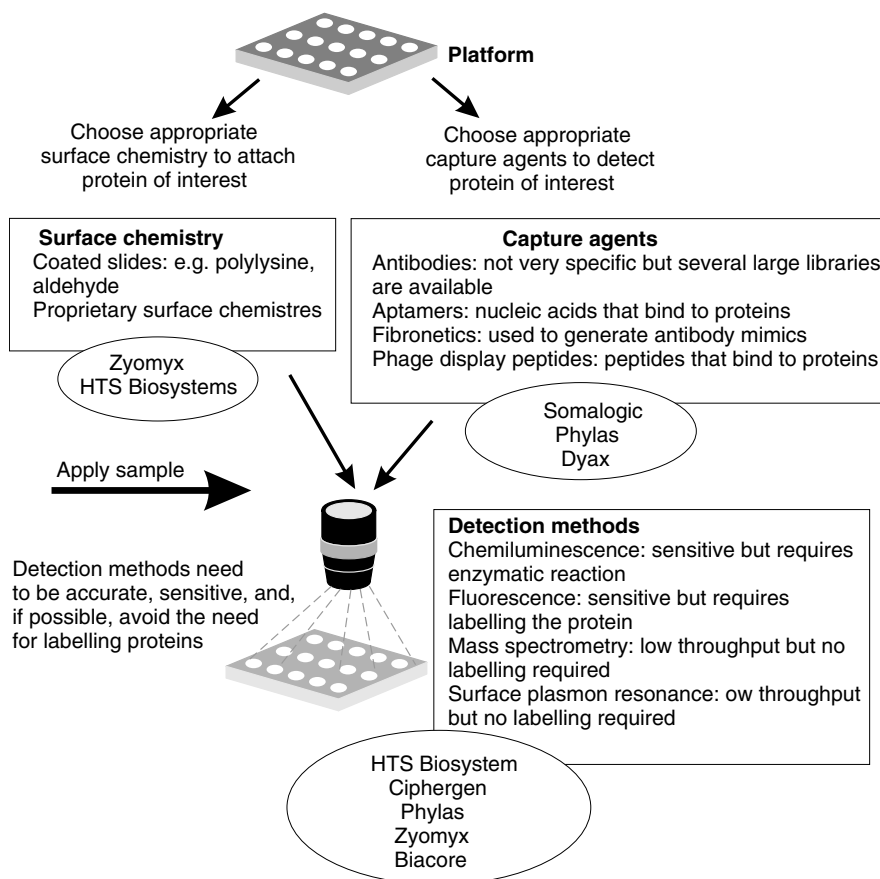 Platform
Choose appropriate
surface chemistry to attach
protein of interest
Choose appropriate
capture agents to detect
protein of interest
Surface chemistry
Coated slides: e.g. polylysine,
aldehyde
Proprietary surface chemistres
Zyomyx
HTS Biosystems
Capture agents
Antibodies: not very specific but several large libraries
are available
Aptamers: nucleic acids that bind to proteins
Fibronetics: used to generate antibody mimics
Phage display peptides: peptides that bind to proteins
Somalogic
Phylas
Dyax
Apply sample
Detection methods need
to be accurate, sensitive, and,
if possible, avoid the need
for labelling proteins
Detection methods
Chemiluminescence: sensitive but requires
enzymatic reaction
Fluorescence: sensitive but requires
labelling the protein
Mass spectrometry: low throughput but no
labelling required
Surface plasmon resonance: ow throughput
but no labelling required
HTS Biosystem
Ciphergen
Phylas
Zyomyx
Biacore